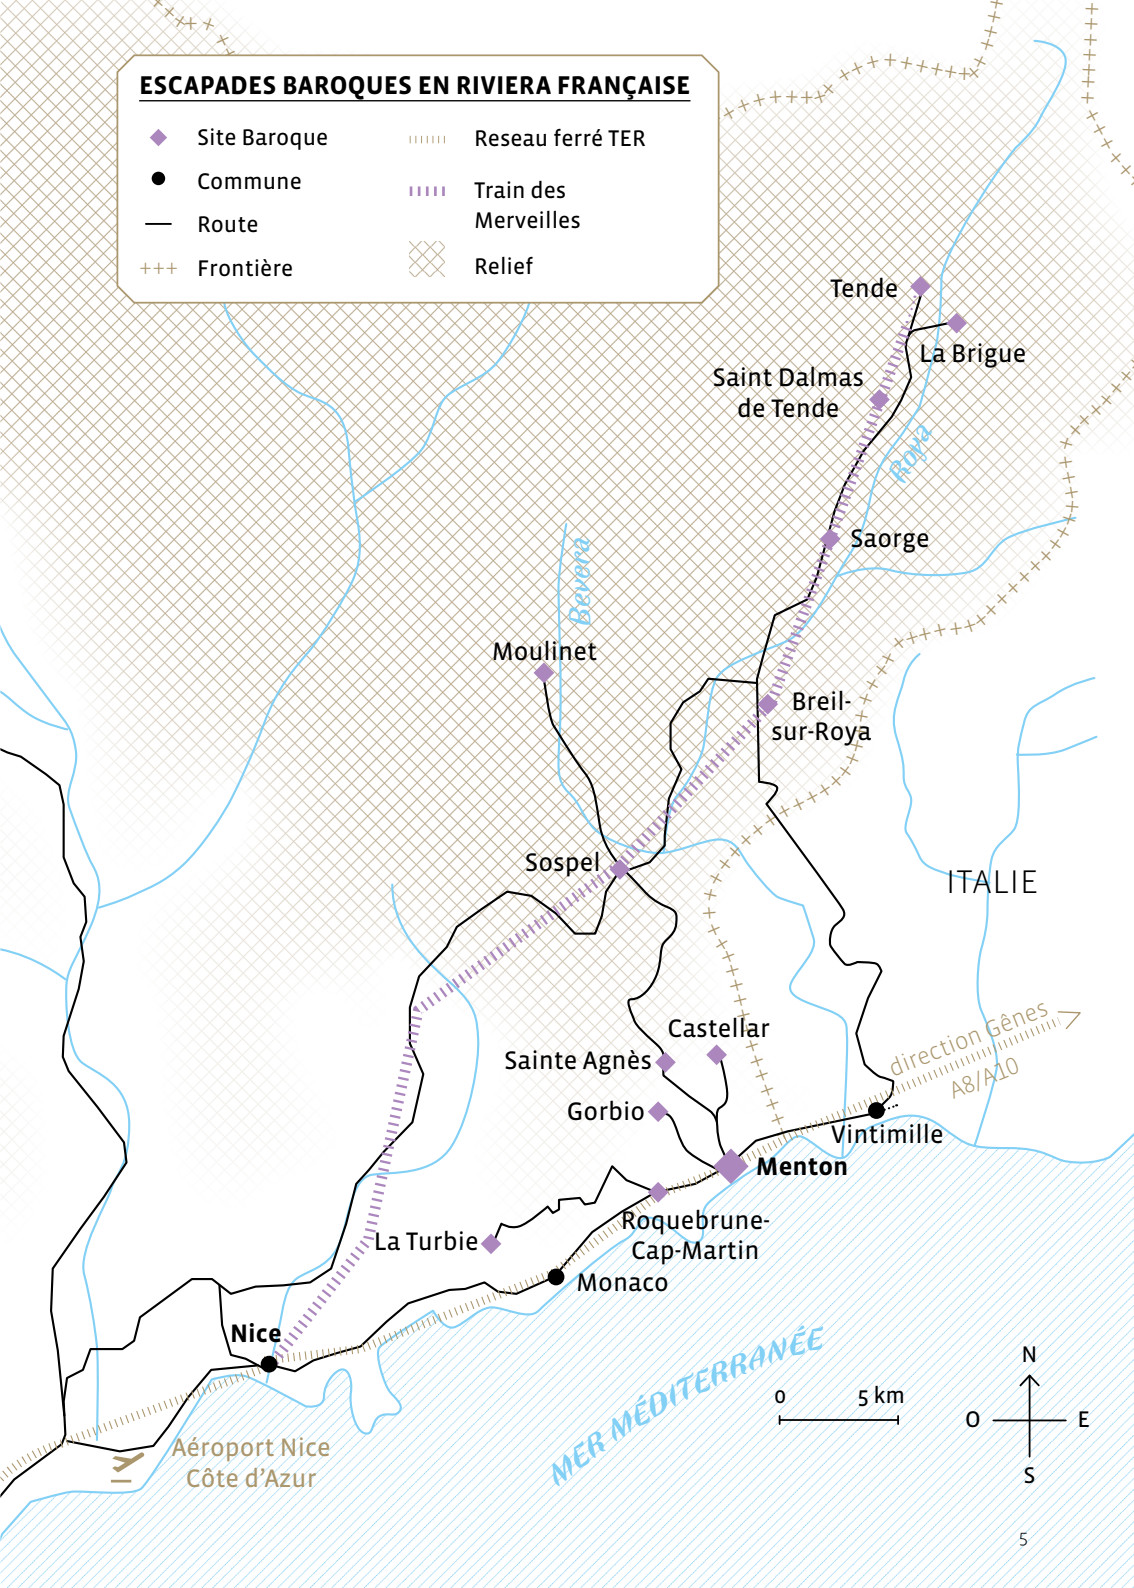 ESCAPADES BAROQUES EN RIVIERA FRANÇAISE
Site Baroque
Commune
Route
Frontière
Reseau ferré TER
Train des
Merveilles
Relief
Tende
La Brigue
Saint Dalmas
de Tende
Roya
Saorge
Bevera
Moulinet
Breil-
sur-Roya
Sospel
ITALIE
Castellar
Sainte Agnès
direction Gênes
A8/A10
Gorbio
Vintimille
Menton
Roquebrune-
Cap-Martin
La Turbie
Monaco
Nice
MER MÉDITERRANÉE
Aéroport Nice
Côte d'Azur
0 5 km
N
O E
S
5